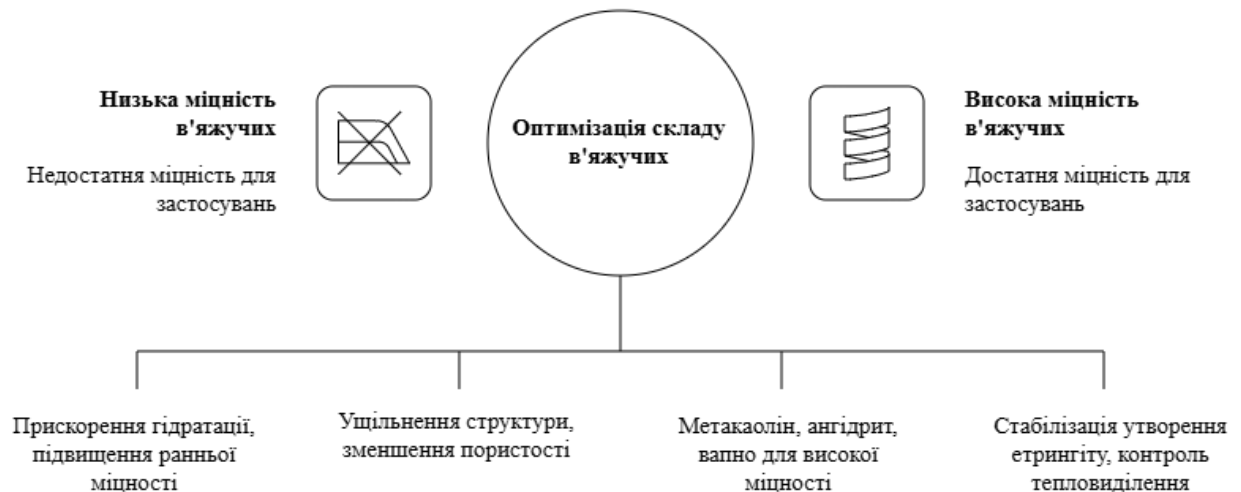 Низька міцність
в'яжучих
Недостатня міцність для
застосувань
Оптимізація складу
в'яжучих
Висока міцність
в'яжучих
Достатня міцність для
застосувань
Прискорення гідратації,
підвищення ранньої
міцності
Ущільнення структури,
зменшення пористості
Метакаолін, ангідрит,
вапно для високої
міцності
Стабілізація утворення
етрингіту, контроль
тепловиділення